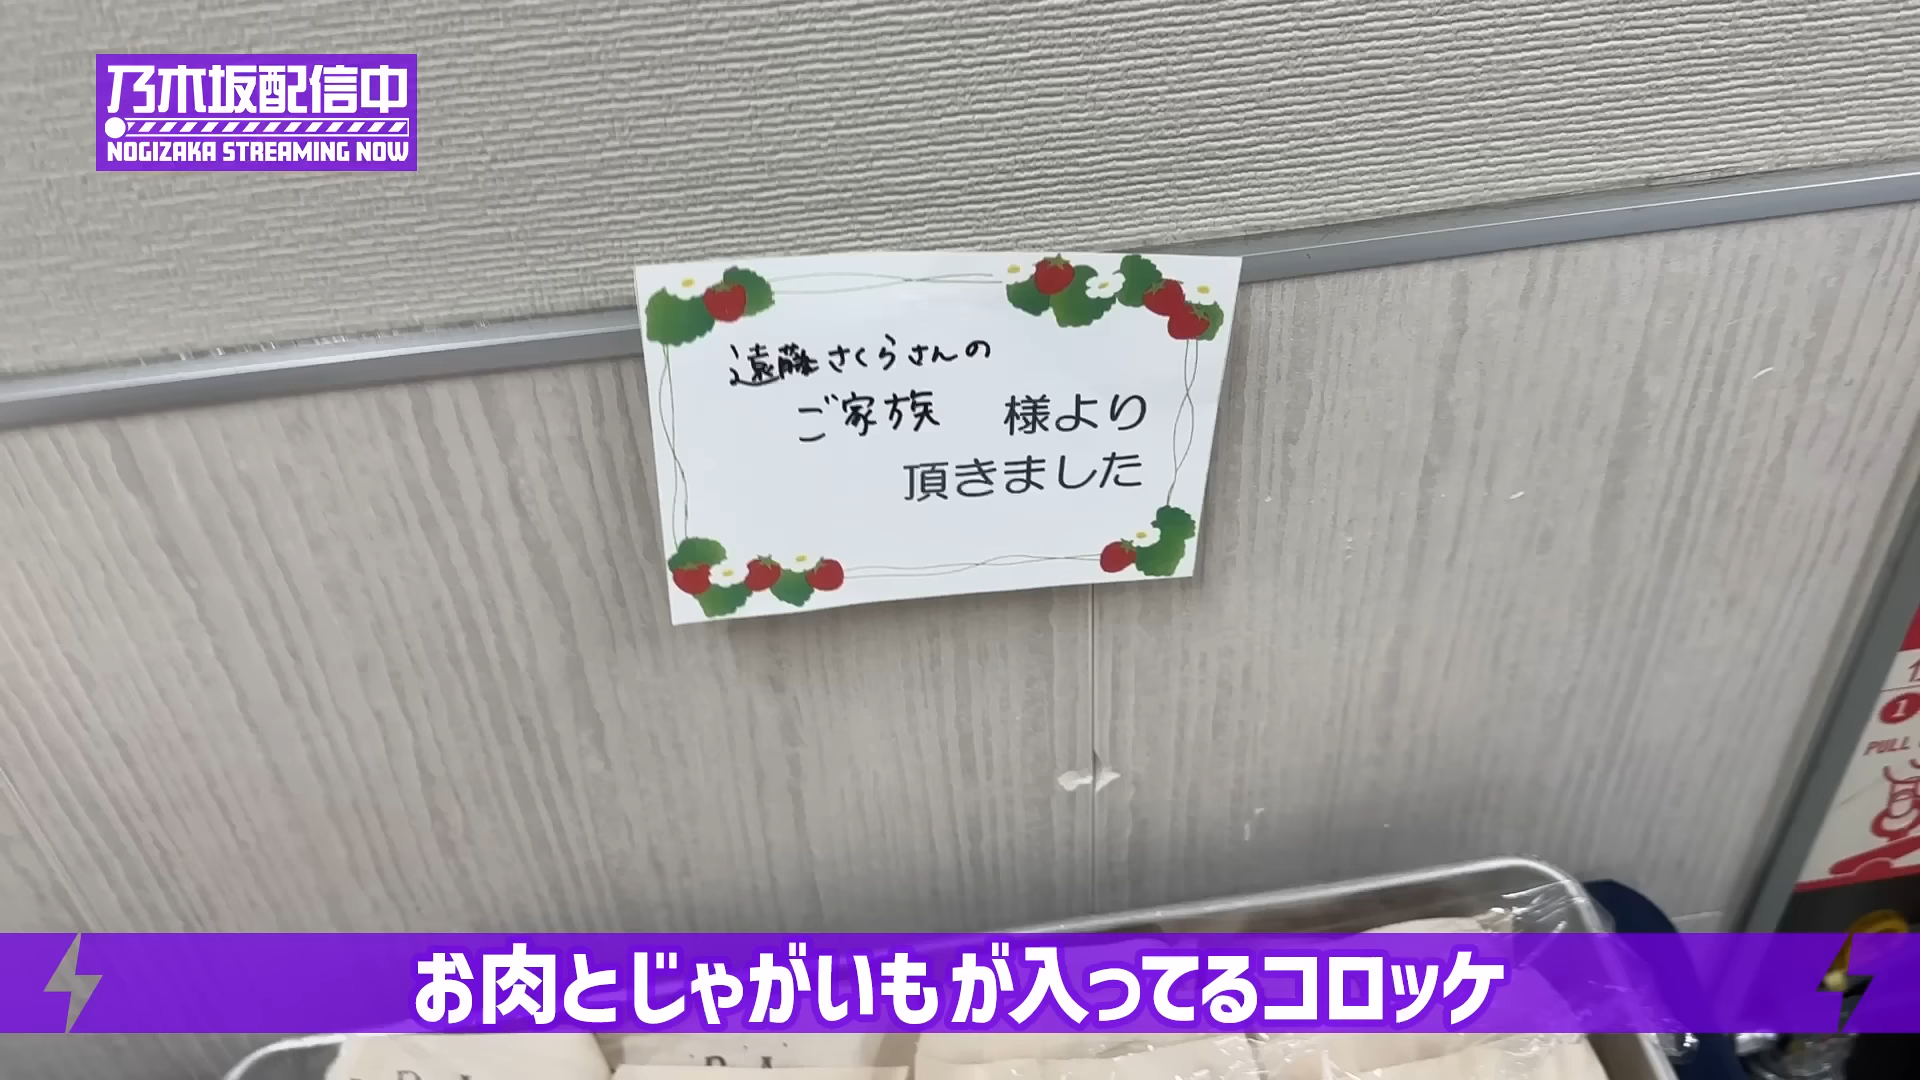 乃木坂配信中
NOGIZAKA STREAMING NOW
遠藤さくらさんの
ご家族 様より
頂きました
1
PULL
お肉とじゃがいもが入ってるコロッケ